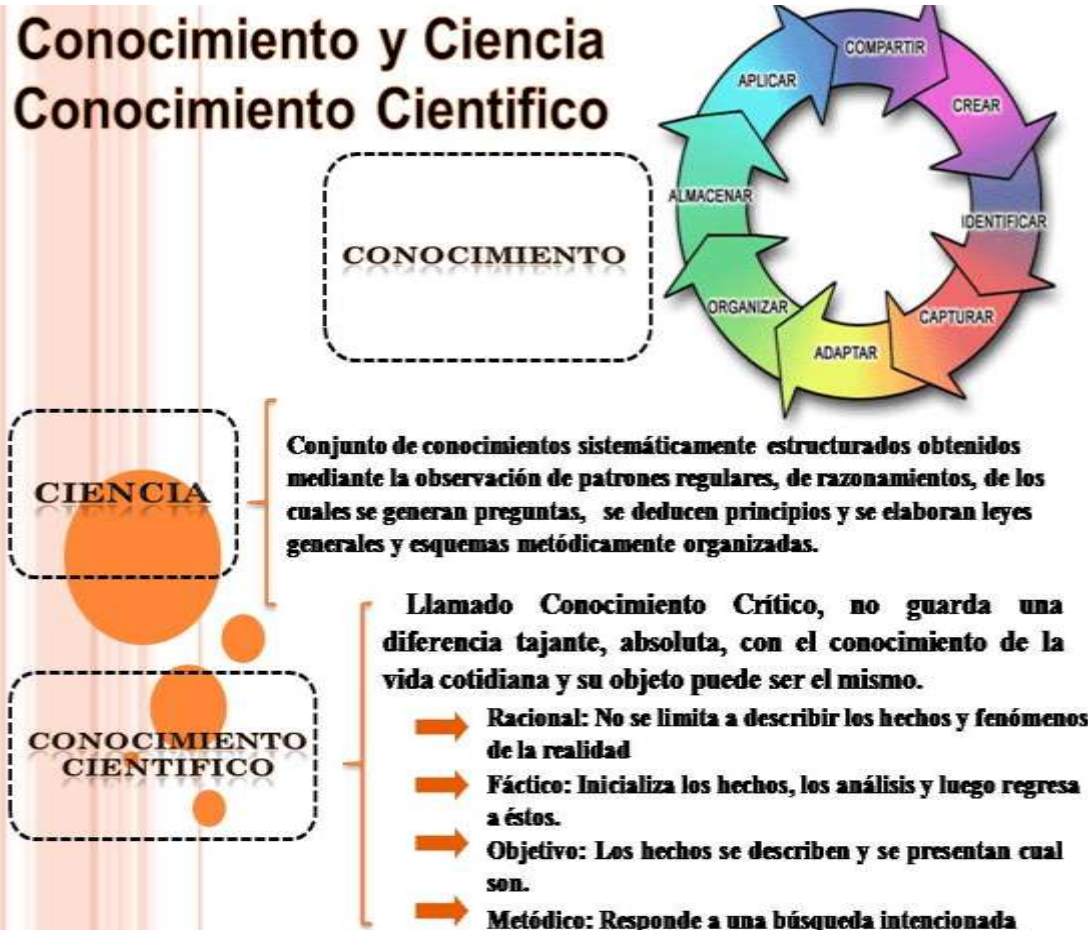 Conocimiento y Ciencia
Conocimiento Cientifico
COMPARTIR
CREAR
IDENTIFICAR
CAPTURAR
ADAPTAR
ORGANIZAR
ALMACENAR
APLICAR
CONOCIMIENTO
CIENCIA
Conjunto de conocimientos sistemáticamente estructurados obtenidos
mediante la observación de patrones regulares, de razonamientos, de los
cuales se generan preguntas, se deducen principios y se elaboran leyes
generales y esquemas metódicamente organizadas.
CONOCIMIENTO
CIENTIFICO
Llamado Conocimiento Crítico, no guarda una
diferencia tajante, absoluta, con el conocimiento de la
vida cotidiana y su objeto puede ser el mismo.
Racional: No se limita a describir los hechos y fenómenos
de la realidad
Fáctico: Inicializa los hechos, los análisis y luego regresa
a éstos.
Objetivo: Los hechos se describen y se presentan cual
son.
Metódico: Responde a una búsqueda intencionada